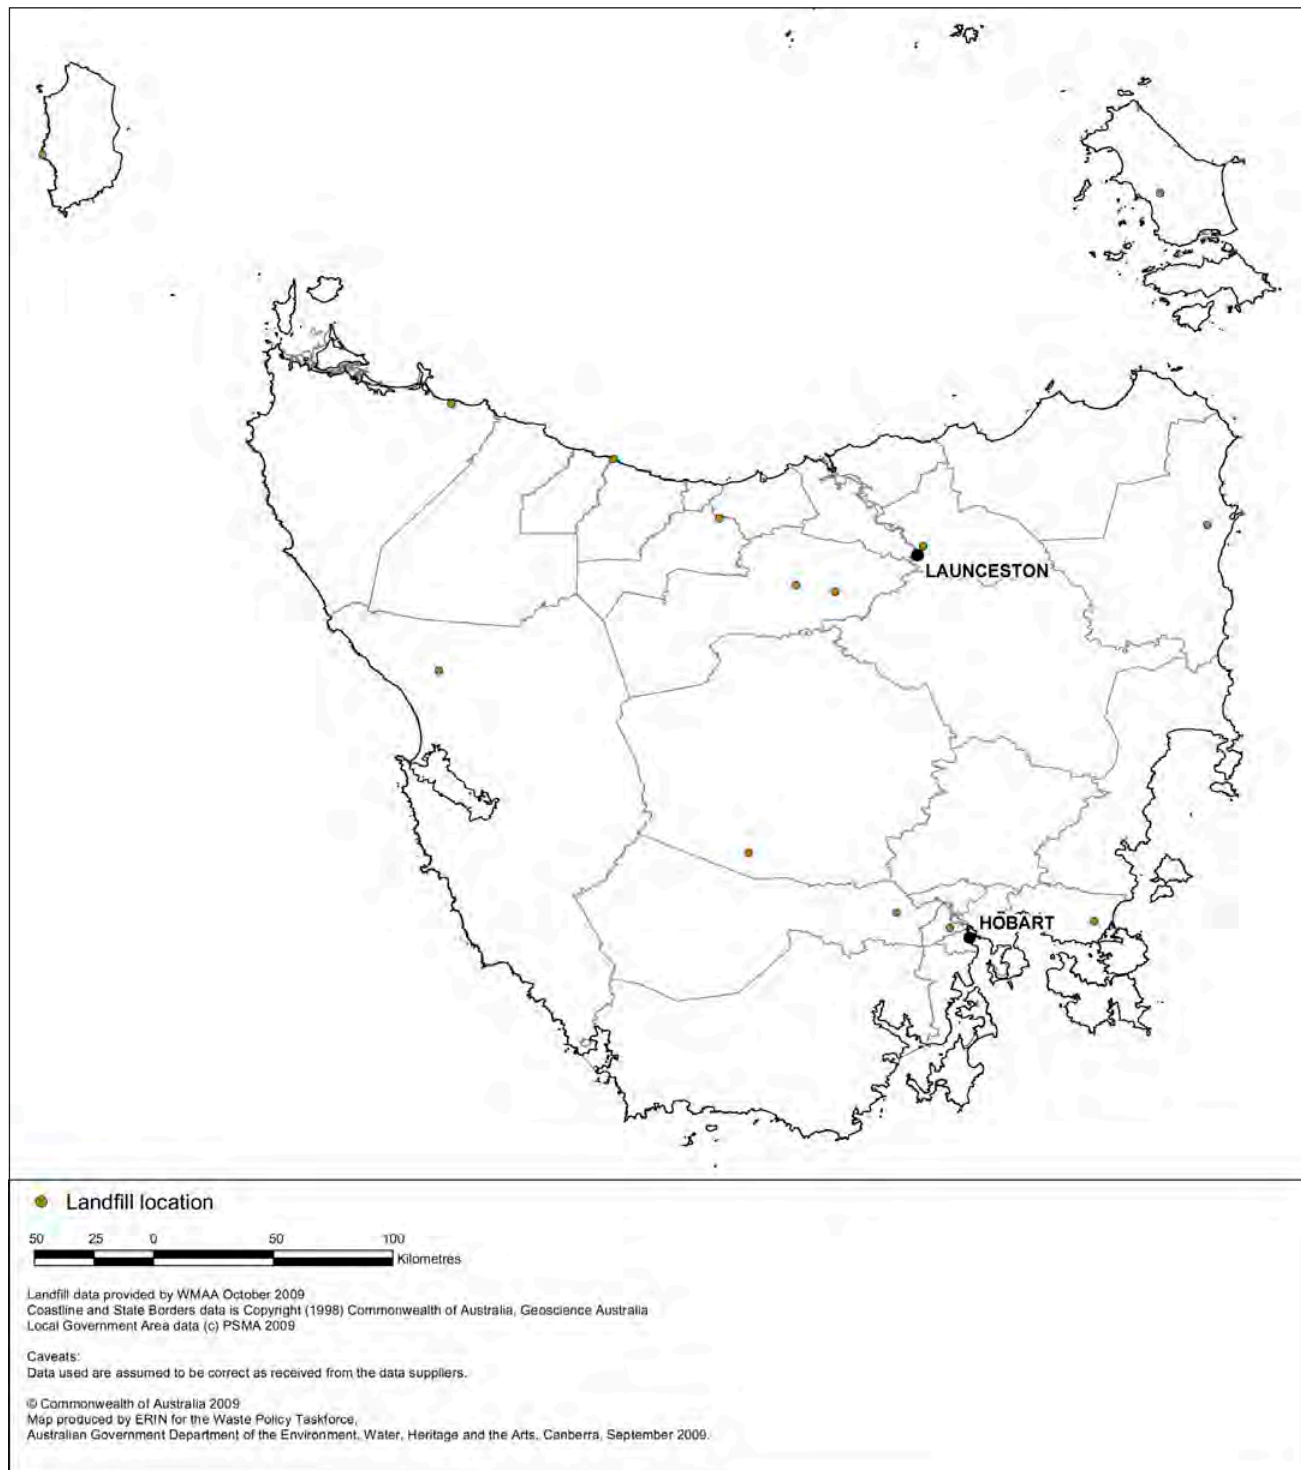 LAUNCESTON
HOBART
Landfill location
50 25 0 50 100
Kilometres
Landfill data provided by WMAA October 2009
Coastline and State Borders data is Copyright (1998) Commonwealth of Australia, Geoscience Australia
Local Government Area data (c) PSMA 2009
Caveats:
Data used are assumed to be correct as received from the data suppliers.
© Commonwealth of Australia 2009
Map produced by ERIN for the Waste Policy Taskforce,
Australian Government Department of the Environment, Water, Heritage and the Arts, Canberra, September 2009.